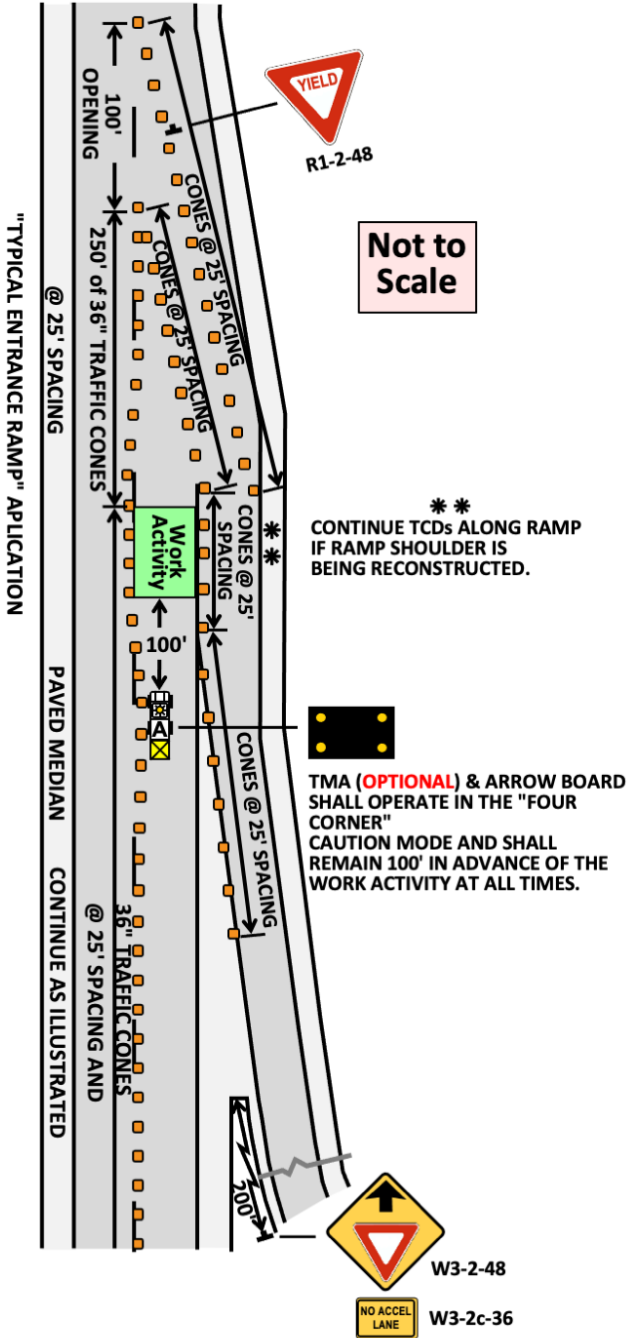 100'
OPENING
YIELD
R1-2-48
CONES @ 25' SPACING
CONES @ 25' SPACING
Not to
Scale
250' of 36" TRAFFIC CONES
@ 25' SPACING
"TYPICAL ENTRANCE RAMP" APLICATION
Work
Activity
CONES @ 25'
SPACING
* *
* *
CONTINUE TCDs ALONG RAMP
IF RAMP SHOULDER IS
BEING RECONSTRUCTED.
100'
A
CONES @ 25' SPACING
TMA (OPTIONAL) & ARROW BOARD
SHALL OPERATE IN THE "FOUR
CORNER"
CAUTION MODE AND SHALL
REMAIN 100' IN ADVANCE OF THE
WORK ACTIVITY AT ALL TIMES.
36" TRAFFIC CONES
@ 25' SPACING AND
PAVED MEDIAN CONTINUE AS ILLUSTRATED
200'
W3-2-48
NO ACCEL
LANE
W3-2c-36